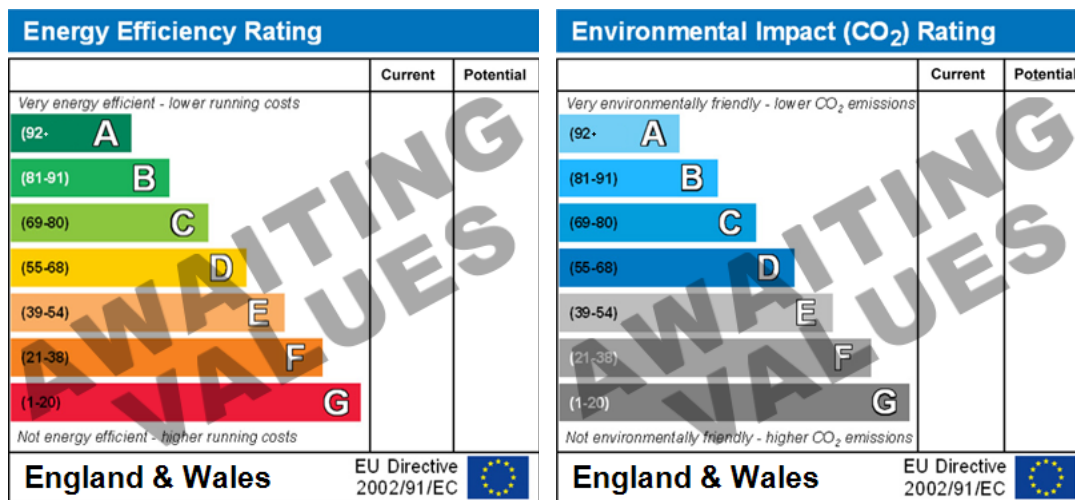 Energy Efficiency Rating
Current Potential
Very energy efficient - lower running costs
(92+ A
(81-91) B
(69-80) C
(55-68) D
(39-54) E
(21-38) F
(1-20) G
Not energy efficient - higher running costs
AWAITING
VALUES
England & Wales
EU Directive
2002/91/EC
Environmental Impact (CO₂) Rating
Current Potential
Very environmentally friendly - lower CO₂ emissions
(92+ A
(81-91) B
(69-80) C
(55-68) D
(39-54) E
(21-38) F
(1-20) G
Not environmentally friendly - higher CO₂ emissions
AWAITING
VALUES
England & Wales
EU Directive
2002/91/EC